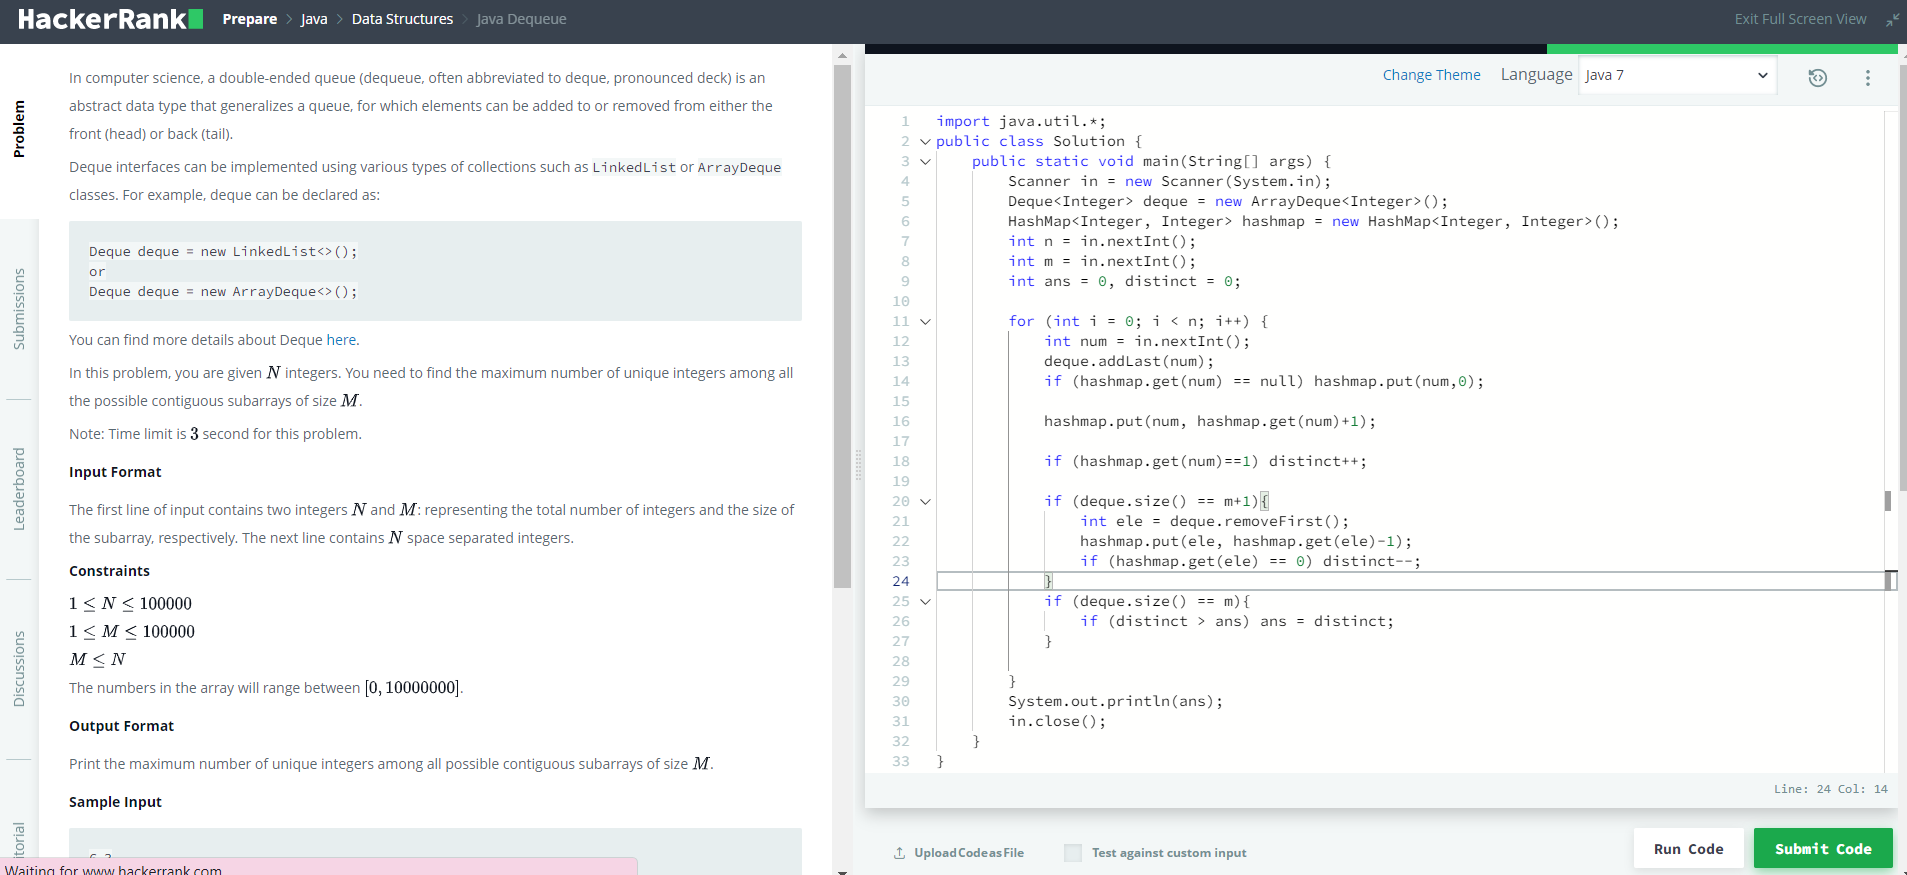 HackerRank Prepare > Java > Data Structures > Java Dequeue Exit Full Screen View
Problem
Submissions
Leaderboard
Discussions
In computer science, a double-ended queue (dequeue, often abbreviated to deque, pronounced deck) is an
abstract data type that generalizes a queue, for which elements can be added to or removed from either the
front (head) or back (tail).
Deque interfaces can be implemented using various types of collections such as LinkedList or ArrayDeque
classes. For example, deque can be declared as:
Deque deque = new LinkedList<>();
or
Deque deque = new ArrayDeque<>();
You can find more details about Deque here.
In this problem, you are given N integers. You need to find the maximum number of unique integers among all
the possible contiguous subarrays of size M.
Note: Time limit is 3 second for this problem.
Input Format
The first line of input contains two integers N and M: representing the total number of integers and the size of
the subarray, respectively. The next line contains N space separated integers.
Constraints
1 ≤ N ≤ 100000
1 ≤ M ≤ 100000
M ≤ N
The numbers in the array will range between [0, 10000000].
Output Format
Print the maximum number of unique integers among all possible contiguous subarrays of size M.
Sample Input
Waiting for www.hackerrank.com
Change Theme Language Java 7
1 import java.util.*;
2 public class Solution {
3 public static void main(String[] args) {
4 Scanner in = new Scanner(System.in);
5 Deque<Integer> deque = new ArrayDeque<Integer>();
6 HashMap<Integer, Integer> hashmap = new HashMap<Integer, Integer>();
7 int n = in.nextInt();
8 int m = in.nextInt();
9 int ans = 0, distinct = 0;
10
11 for (int i = 0; i < n; i++) {
12 int num = in.nextInt();
13 deque.addLast(num);
14 if (hashmap.get(num) == null) hashmap.put(num,0);
15
16 hashmap.put(num, hashmap.get(num)+1);
17
18 if (hashmap.get(num)==1) distinct++;
19
20 if (deque.size() == m+1){
21 int ele = deque.removeFirst();
22 hashmap.put(ele, hashmap.get(ele)-1);
23 if (hashmap.get(ele) == 0) distinct--;
24 }
25 if (deque.size() == m){
26 if (distinct > ans) ans = distinct;
27 }
28
29 }
30 System.out.println(ans);
31 in.close();
32 }
33 }
Line: 24 Col: 14
Upload Code as File Test against custom input Run Code Submit Code